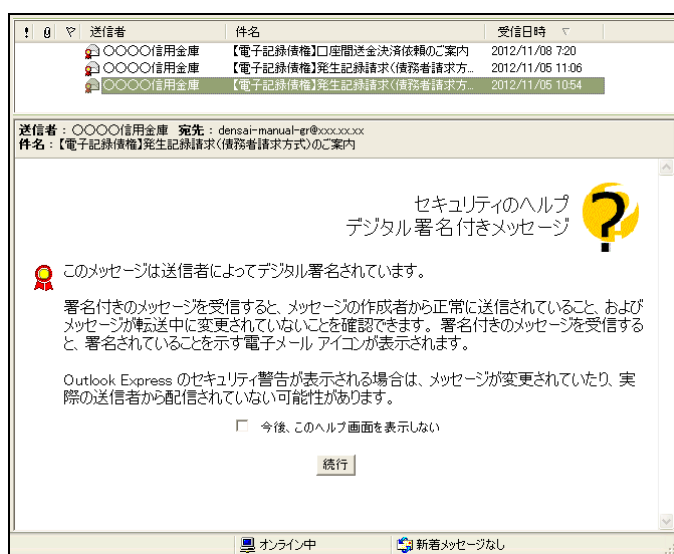 ! 送信者 件名 受信日時
〇〇〇〇信用金庫 【電子記録債権】口座間送金決済依頼のご案内 2012/11/08 7:20
〇〇〇〇信用金庫 【電子記録債権】発生記録請求(債務者請求方... 2012/11/05 11:06
〇〇〇〇信用金庫 【電子記録債権】発生記録請求(債務者請求方... 2012/11/05 10:54
送信者：〇〇〇〇信用金庫 宛先：densai-manual-gr@xxx.xx.xx
件名：【電子記録債権】発生記録請求(債務者請求方式)のご案内
セキュリティのヘルプ
デジタル署名付きメッセージ
このメッセージは送信者によってデジタル署名されています。
署名付きのメッセージを受信すると、メッセージの作成者から正常に送信されていること、および
メッセージが転送中に変更されていないことを確認できます。署名付きのメッセージを受信する
と、署名されていることを示す電子メール アイコンが表示されます。
Outlook Express のセキュリティ警告が表示される場合は、メッセージが変更されていたり、実
際の送信者から配信されていない可能性があります。
今後、このヘルプ画面を表示しない
続行
オンライン中 新着メッセージなし